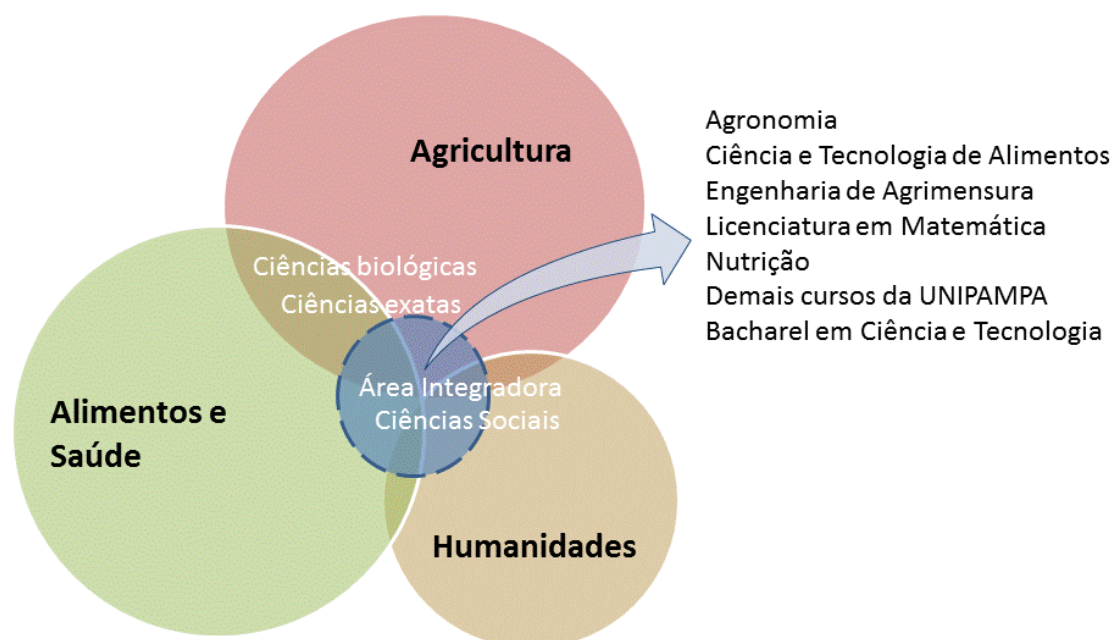 Agricultura
Ciências biológicas
Ciências exatas
Área Integradora
Ciências Sociais
Alimentos e
Saúde
Humanidades
Agronomia
Ciência e Tecnologia de Alimentos
Engenharia de Agrimensura
Licenciatura em Matemática
Nutrição
Demais cursos da UNIPAMPA
Bacharel em Ciência e Tecnologia